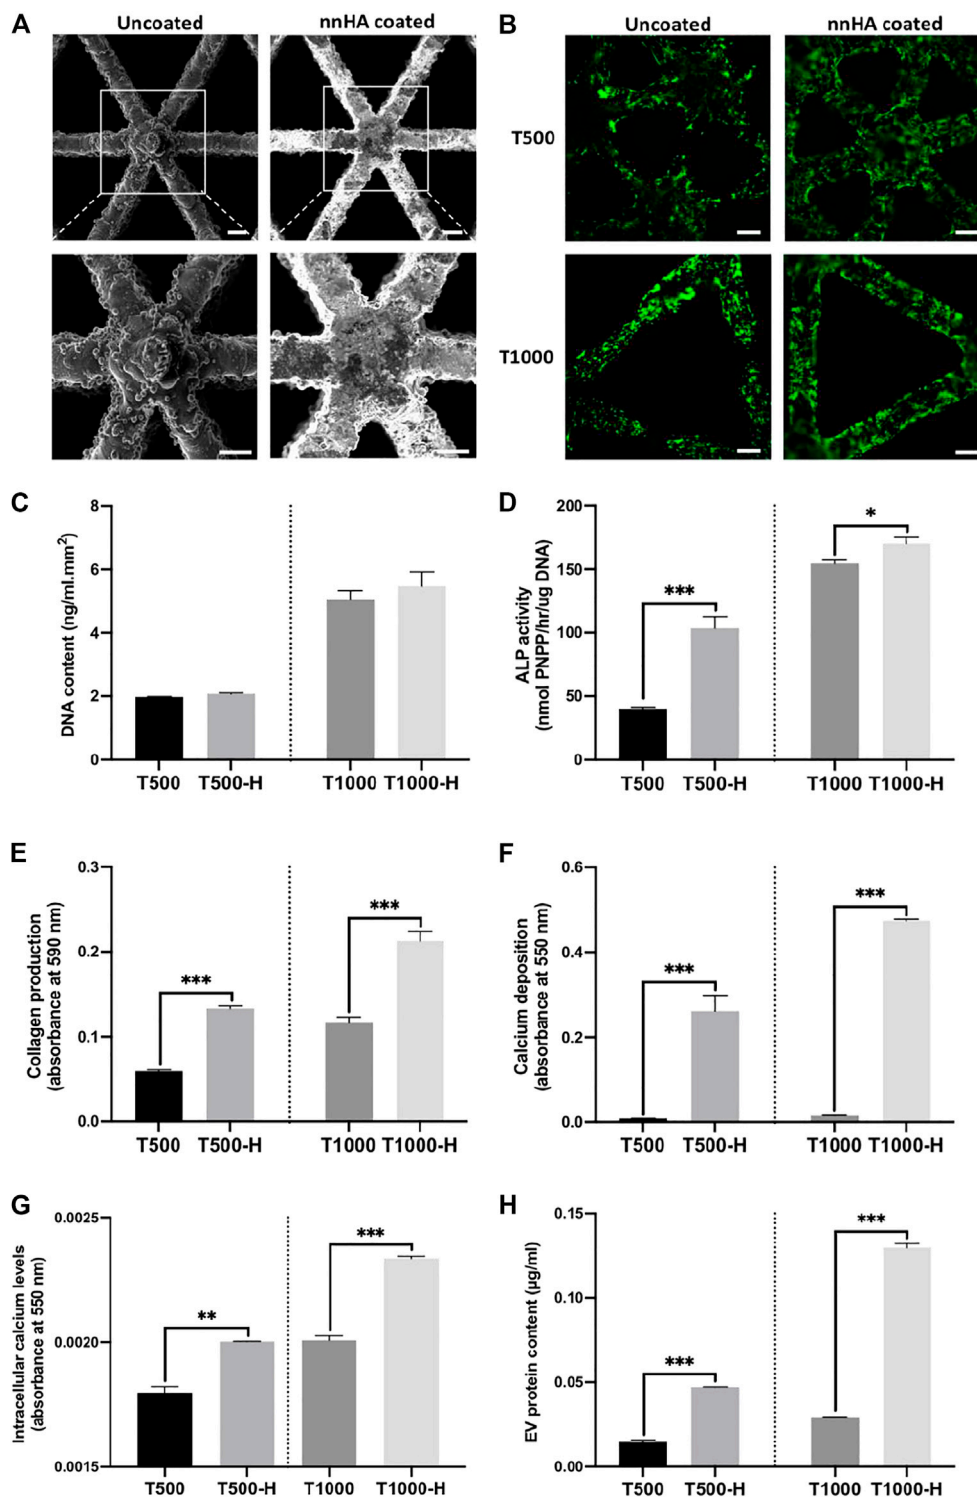 A
Uncoated
nnHA coated
B
Uncoated
nnHA coated
T500
T1000
C
DNA content (ng/ml.mm²)
8
6
4
2
0
T500
T500-H
T1000
T1000-H
D
ALP activity
(nmol PNPP/hr/ug DNA)
200
150
100
50
0
***
*
T500
T500-H
T1000
T1000-H
E
Collagen production
(absorbance at 590 nm)
0.3
0.2
0.1
0.0
***
***
T500
T500-H
T1000
T1000-H
F
Calcium deposition
(absorbance at 550 nm)
0.6
0.4
0.2
0.0
***
***
T500
T500-H
T1000
T1000-H
G
Intracellular calcium levels
(absorbance at 550 nm)
0.0025
0.0020
0.0015
**
***
T500
T500-H
T1000
T1000-H
H
EV protein content (µg/ml)
0.15
0.10
0.05
0.00
***
***
T500
T500-H
T1000
T1000-H